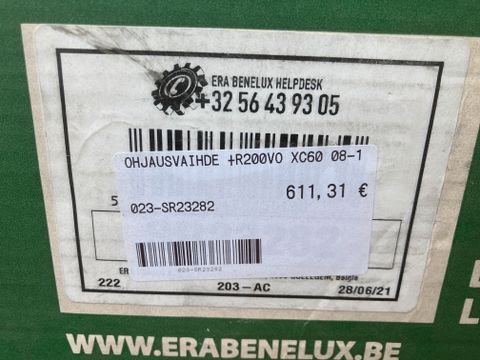 ERA BENELUX HELPDESK
+32 56 43 93 05
OHJAUSVAIHDE +R200VO XC60 08-1
611,31 €
023-SR23282
023-SR23282
222
203-AC
28/06/21
WWW.ERABENELUX.BE